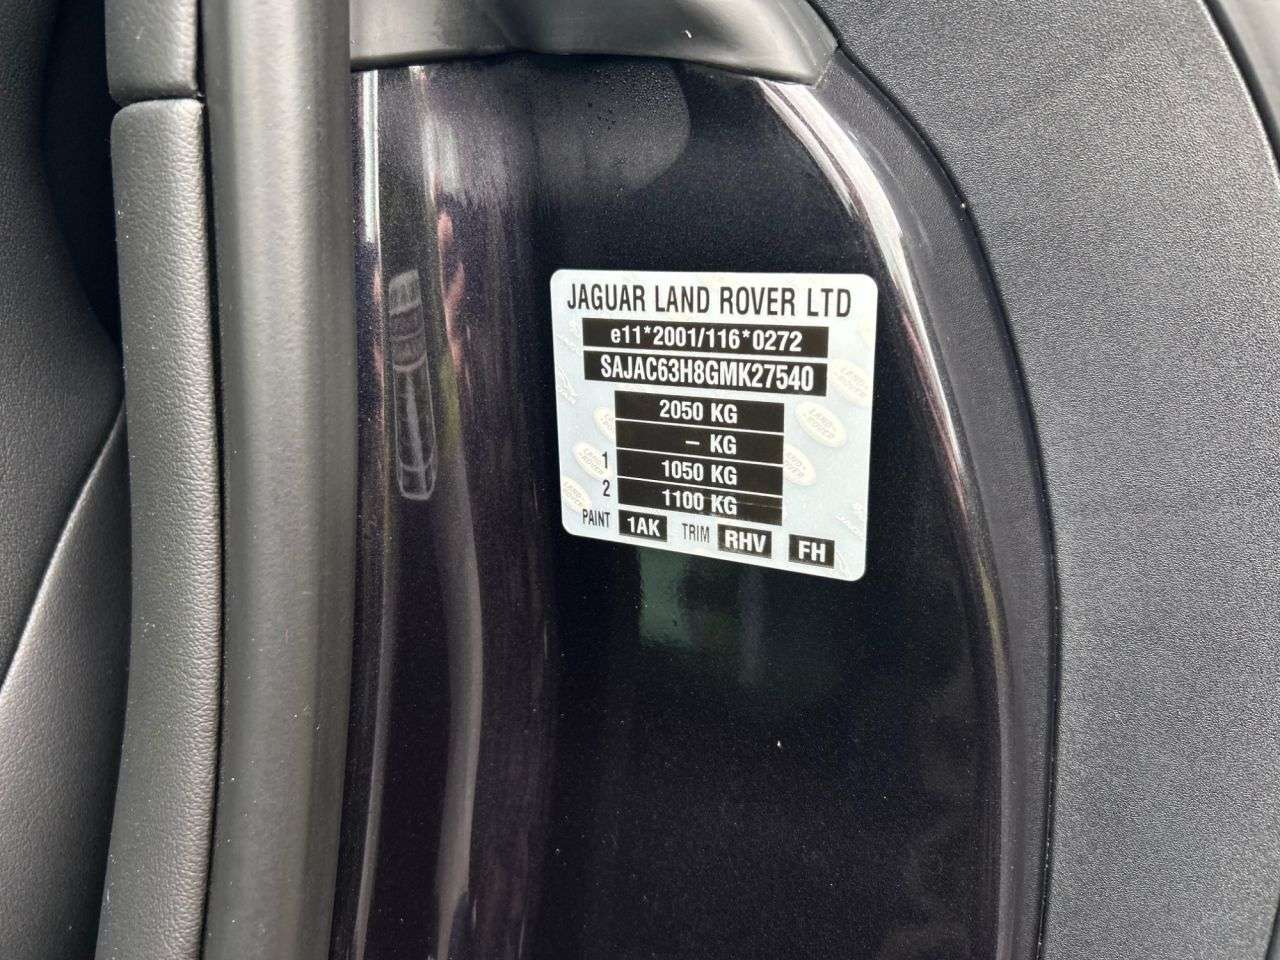 JAGUAR LAND ROVER LTD
e11*2001/116*0272
SAJAC63H8GMK27540
2050 KG
– KG
1 1050 KG
2 1100 KG
PAINT 1AK TRIM RHV FH